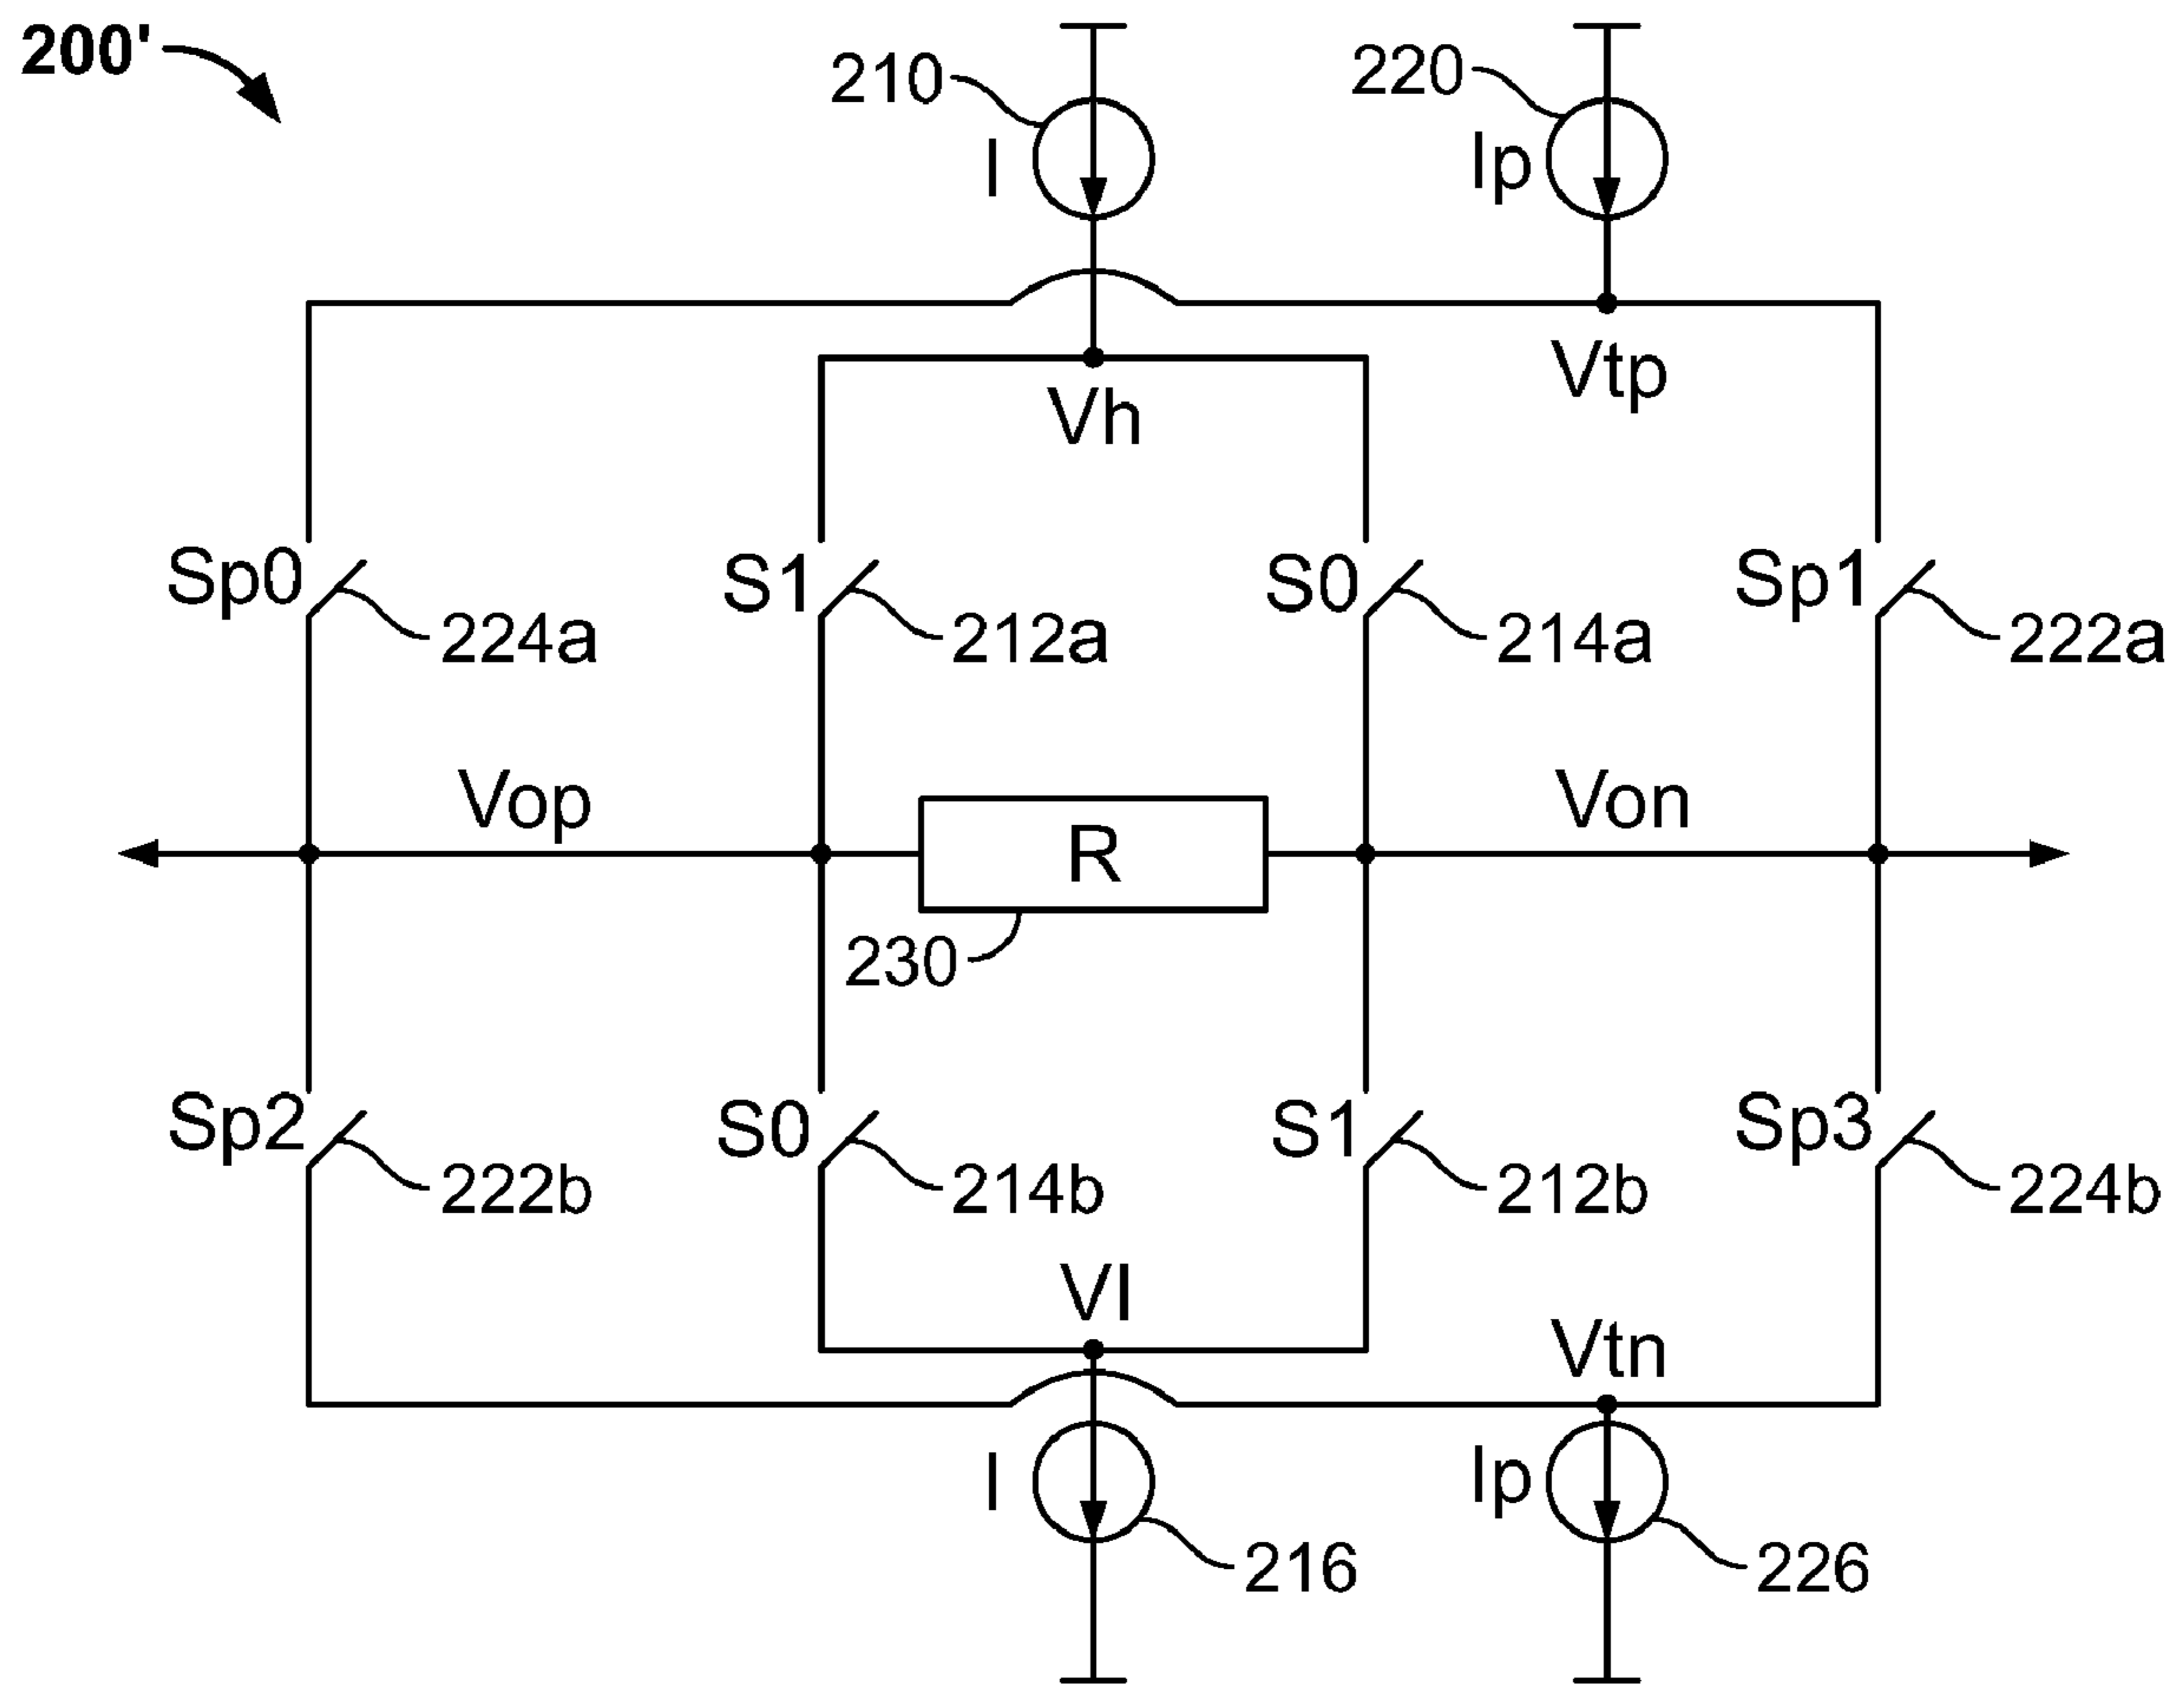 200'
210
220
I
Ip
Vh
Vtp
Sp0
S1
S0
Sp1
224a
212a
214a
222a
Vop
R
Von
230
Sp2
S0
S1
Sp3
222b
214b
212b
224b
Vl
Vtn
I
Ip
216
226